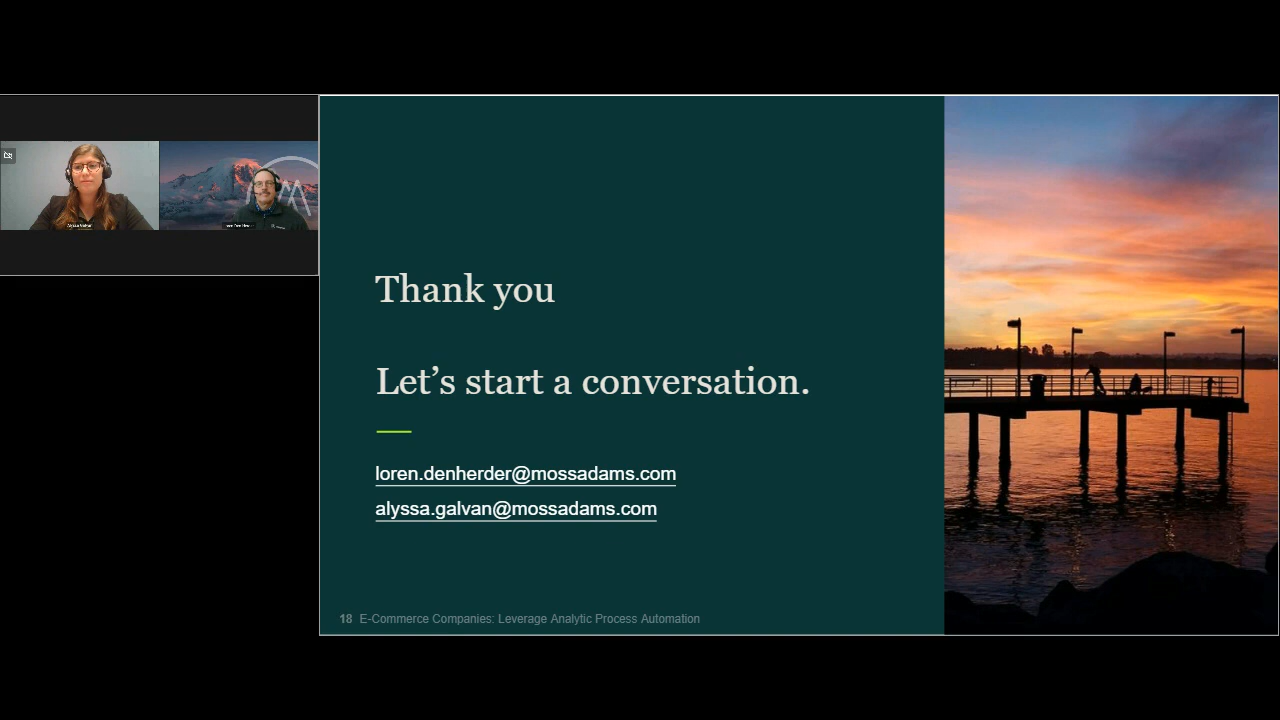 Thank you
Let’s start a conversation.
loren.denherder@mossadams.com
alyssa.galvan@mossadams.com
18 E-Commerce Companies: Leverage Analytic Process Automation